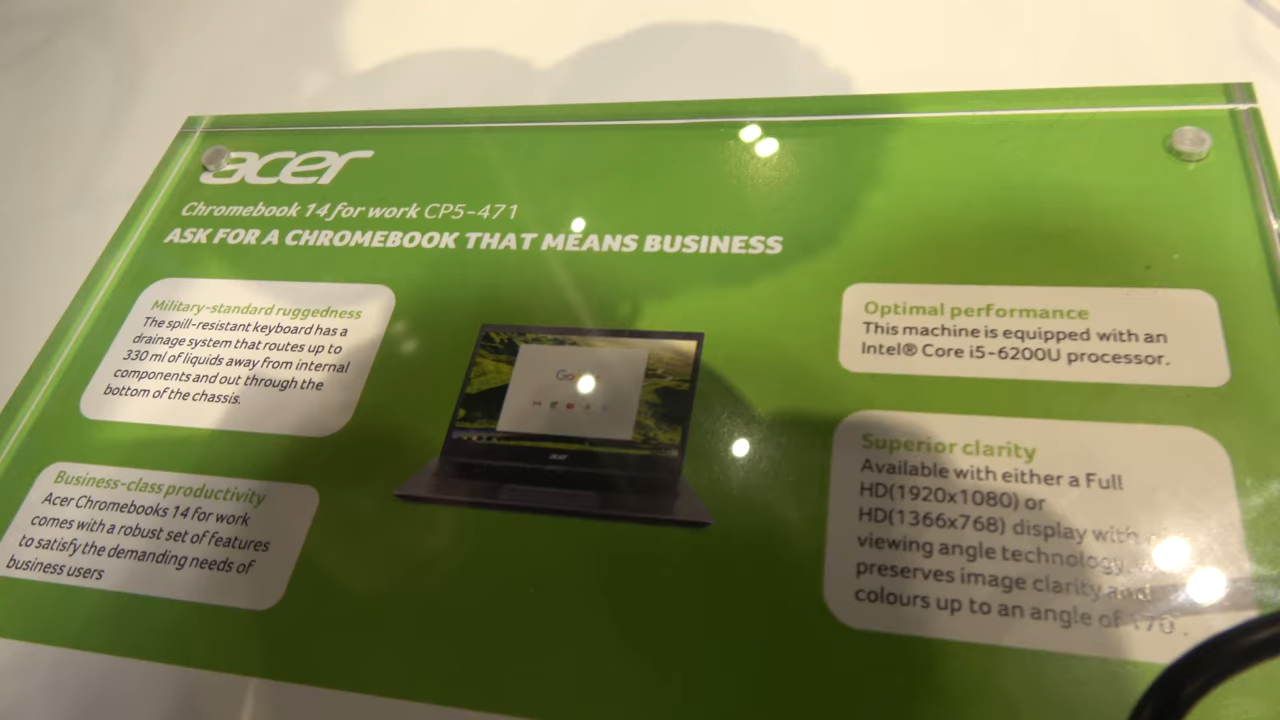 acer
Chromebook 14 for work CP5-471
ASK FOR A CHROMEBOOK THAT MEANS BUSINESS
Military-standard ruggedness
The spill-resistant keyboard has a
drainage system that routes up to
330 ml of liquids away from internal
components and out through the
bottom of the chassis.
Business-class productivity
Acer Chromebooks 14 for work
comes with a robust set of features
to satisfy the demanding needs of
business users
acer
Optimal performance
This machine is equipped with an
Intel® Core i5-6200U processor.
Superior clarity
Available with either a Full
HD(1920x1080) or
HD(1366x768) display with
viewing angle technology
preserves image clarity and
colours up to an angle of 170°.